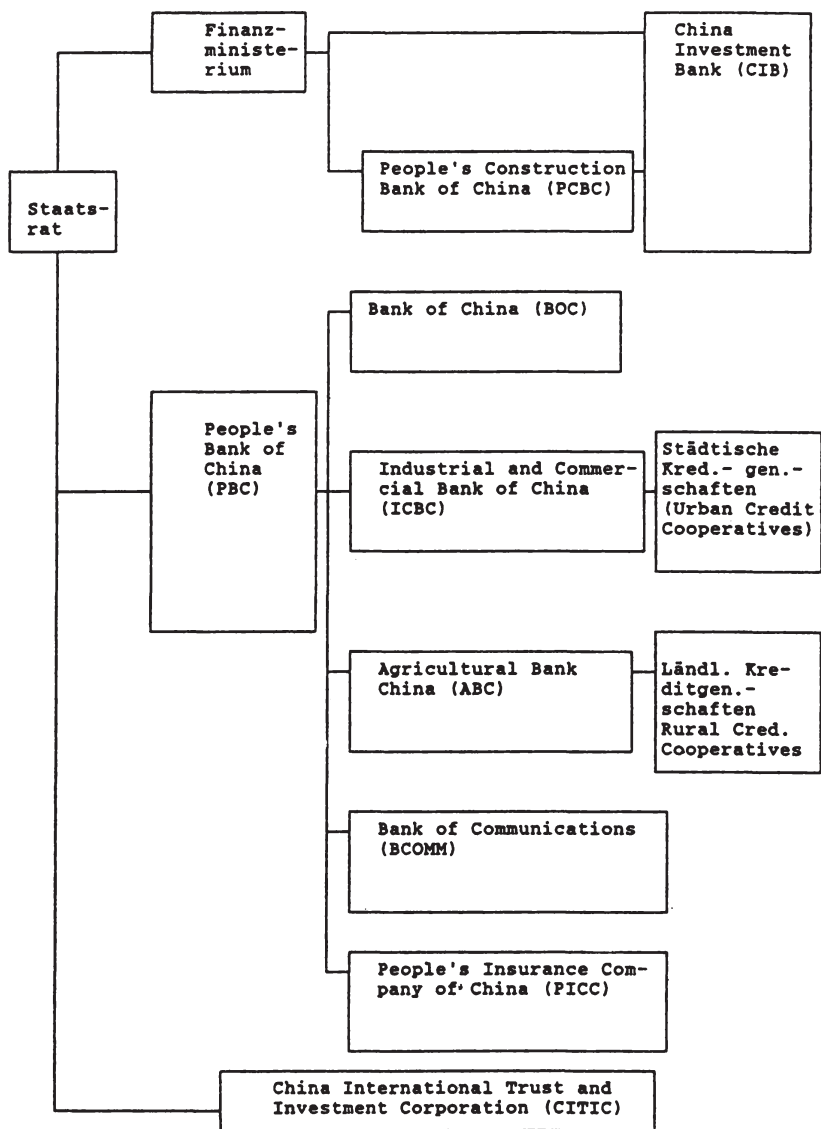 Finanz-
ministe-
rium
China
Investment
Bank (CIB)
People's Construction
Bank of China (PCBC)
Staats-
rat
Bank of China (BOC)
People's
Bank of
China
(PBC)
Industrial and Commer-
cial Bank of China
(ICBC)
Städtische
Kred.- gen.-
schaften
(Urban Credit
Cooperatives)
Agricultural Bank
China (ABC)
Ländl. Kre-
ditgen.-
schaften
Rural Cred.
Cooperatives
Bank of Communications
(BCOMM)
People's Insurance Com-
pany of China (PICC)
China International Trust and
Investment Corporation (CITIC)